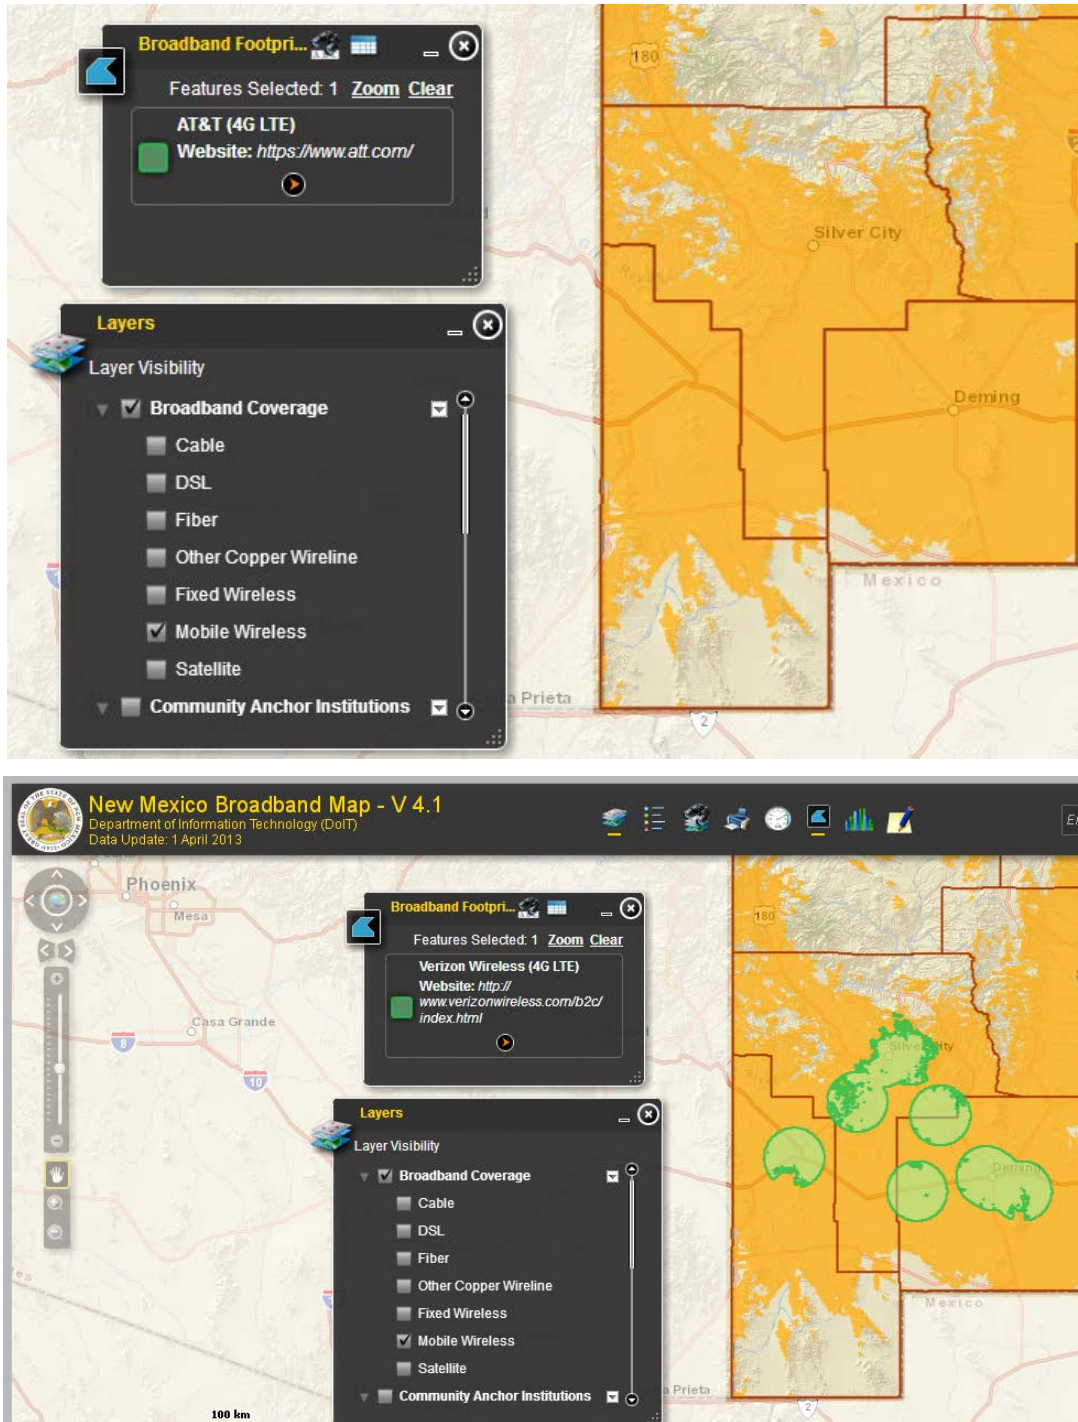 Broadband Footpri...
Features Selected: 1 Zoom Clear
AT&T (4G LTE)
Website: https://www.att.com/
180
Silver City
Deming
Mexico
Prieta
2
Layers
Layer Visibility
Broadband Coverage
Cable
DSL
Fiber
Other Copper Wireline
Fixed Wireless
Mobile Wireless
Satellite
Community Anchor Institutions
New Mexico Broadband Map - V 4.1
Department of Information Technology (DoIT)
Data Update: 1 April 2013
Phoenix
Mesa
Casa Grande
8
10
Broadband Footpri...
Features Selected: 1 Zoom Clear
Verizon Wireless (4G LTE)
Website: http://
www.verizonwireless.com/b2c/
index.html
180
Silver City
Deming
Mexico
Prieta
2
Layers
Layer Visibility
Broadband Coverage
Cable
DSL
Fiber
Other Copper Wireline
Fixed Wireless
Mobile Wireless
Satellite
Community Anchor Institutions
100 km